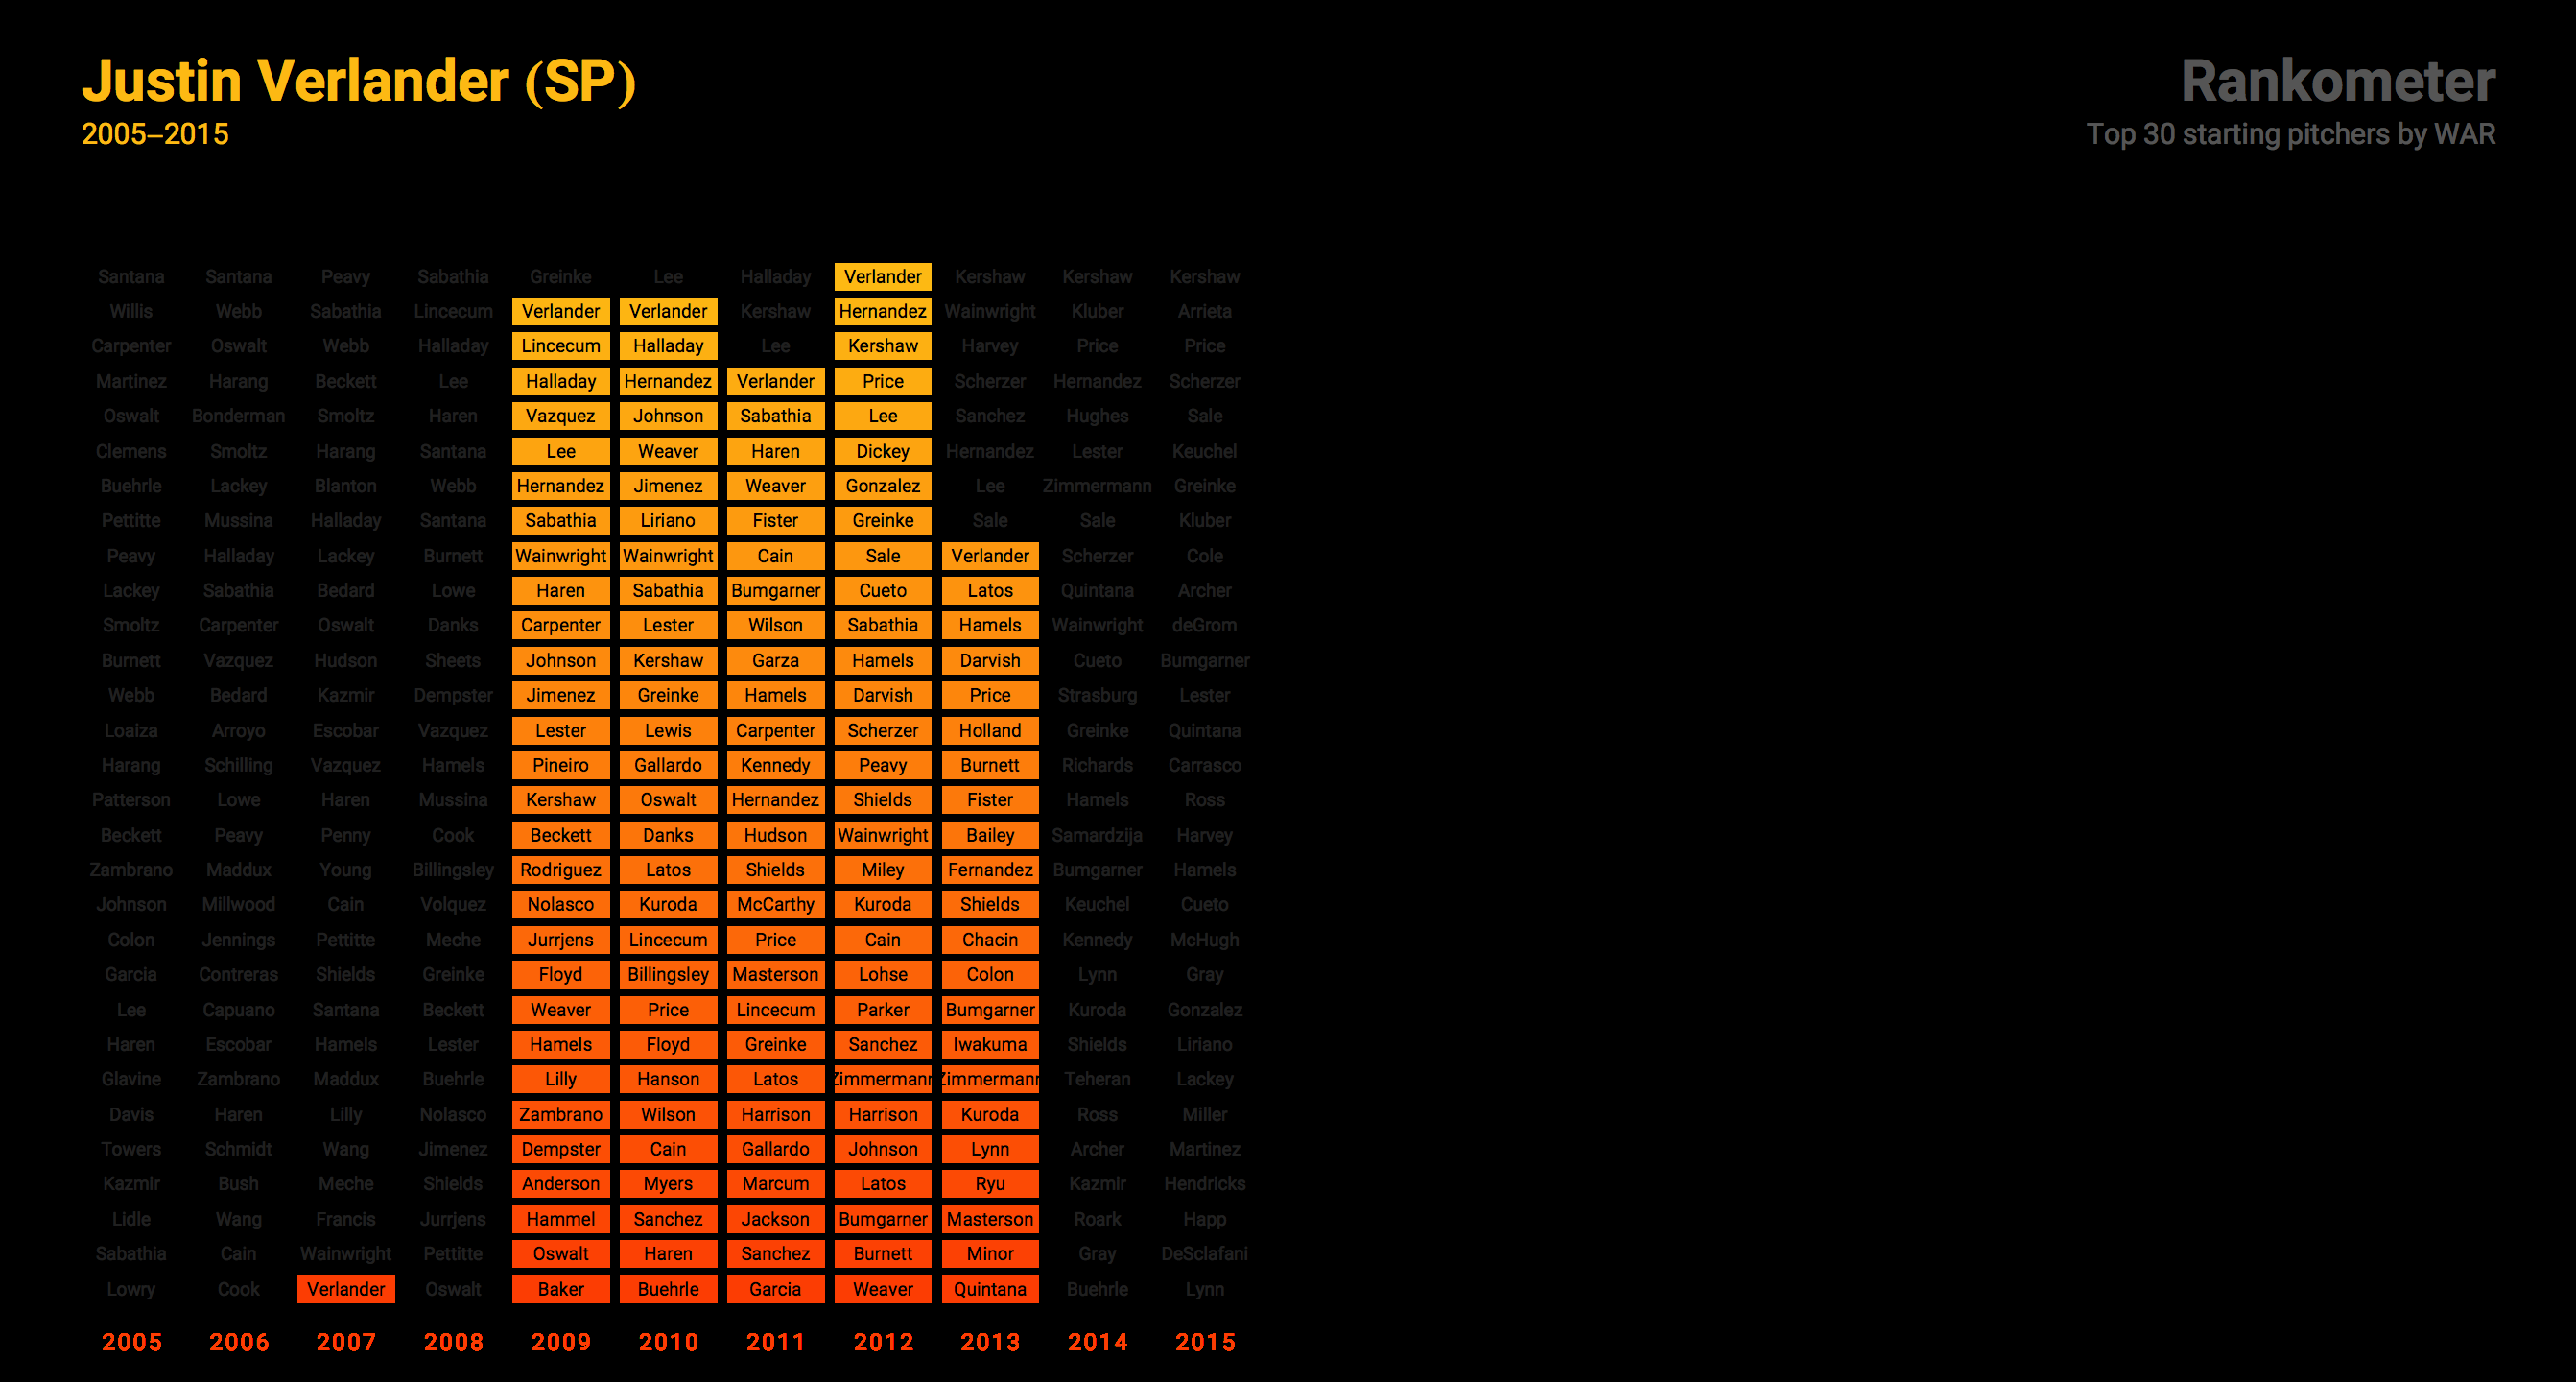 Justin Verlander (SP)
2005–2015
Rankometer
Top 30 starting pitchers by WAR
Santana Santana Peavy Sabathia Greinke Lee Halladay Verlander Kershaw Kershaw Kershaw
Willis Webb Sabathia Lincecum Verlander Verlander Kershaw Hernandez Wainwright Kluber Arrieta
Carpenter Oswalt Webb Halladay Lincecum Halladay Lee Kershaw Harvey Price Price
Martinez Harang Beckett Lee Halladay Hernandez Verlander Price Scherzer Hernandez Scherzer
Oswalt Bonderman Smoltz Haren Vazquez Johnson Sabathia Lee Sanchez Hughes Sale
Clemens Smoltz Harang Santana Lee Weaver Haren Dickey Hernandez Lester Keuchel
Buehrle Lackey Blanton Webb Hernandez Jimenez Weaver Gonzalez Lee Zimmermann Greinke
Pettitte Mussina Halladay Santana Sabathia Liriano Fister Greinke Sale Sale Kluber
Peavy Halladay Lackey Burnett Wainwright Wainwright Cain Sale Verlander Scherzer Cole
Lackey Sabathia Bedard Lowe Haren Sabathia Bumgarner Cueto Latos Quintana Archer
Smoltz Carpenter Oswalt Danks Carpenter Lester Wilson Sabathia Hamels Wainwright deGrom
Burnett Vazquez Hudson Sheets Johnson Kershaw Garza Hamels Darvish Cueto Bumgarner
Webb Bedard Kazmir Dempster Jimenez Greinke Hamels Darvish Price Strasburg Lester
Loaiza Arroyo Escobar Vazquez Lester Lewis Carpenter Scherzer Holland Greinke Quintana
Harang Schilling Vazquez Hamels Pineiro Gallardo Kennedy Peavy Burnett Richards Carrasco
Patterson Lowe Haren Mussina Kershaw Oswalt Hernandez Shields Fister Hamels Ross
Beckett Peavy Penny Cook Beckett Danks Hudson Wainwright Bailey Samardzija Harvey
Zambrano Maddux Young Billingsley Rodriguez Latos Shields Miley Fernandez Bumgarner Hamels
Johnson Millwood Cain Volquez Nolasco Kuroda McCarthy Kuroda Shields Keuchel Cueto
Colon Jennings Pettitte Meche Jurrjens Lincecum Price Cain Chacin Kennedy McHugh
Garcia Contreras Shields Greinke Floyd Billingsley Masterson Lohse Colon Lynn Gray
Lee Capuano Santana Beckett Weaver Price Lincecum Parker Bumgarner Kuroda Gonzalez
Haren Escobar Hamels Lester Hamels Floyd Greinke Sanchez Iwakuma Shields Liriano
Glavine Zambrano Maddux Buehrle Lilly Hanson Latos Zimmermann Zimmermann Teheran Lackey
Davis Haren Lilly Nolasco Zambrano Wilson Harrison Harrison Kuroda Ross Miller
Towers Schmidt Wang Jimenez Dempster Cain Gallardo Johnson Lynn Archer Martinez
Kazmir Bush Meche Shields Anderson Myers Marcum Latos Ryu Kazmir Hendricks
Lidle Wang Francis Jurrjens Hammel Sanchez Jackson Bumgarner Masterson Roark Happ
Sabathia Cain Wainwright Pettitte Oswalt Haren Sanchez Burnett Minor Gray DeSclafani
Lowry Cook Verlander Oswalt Baker Buehrle Garcia Weaver Quintana Buehrle Lynn
2005 2006 2007 2008 2009 2010 2011 2012 2013 2014 2015